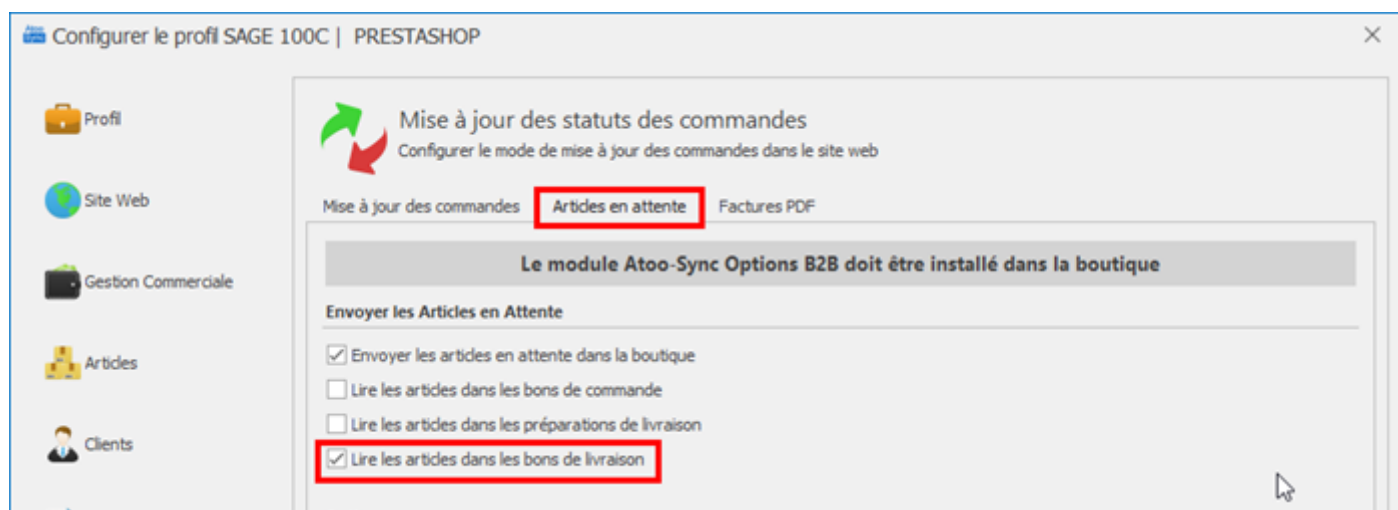 Configurer le profil SAGE 100C | PRESTASHOP
Profil
Site Web
Gestion Commerciale
Articles
Clients
Mise à jour des statuts des commandes
Configurer le mode de mise à jour des commandes dans le site web
Mise à jour des commandes Articles en attente Factures PDF
Le module Atoo-Sync Options B2B doit être installé dans la boutique
Envoyer les Articles en Attente
Envoyer les articles en attente dans la boutique
Lire les articles dans les bons de commande
Lire les articles dans les préparations de livraison
Lire les articles dans les bons de livraison